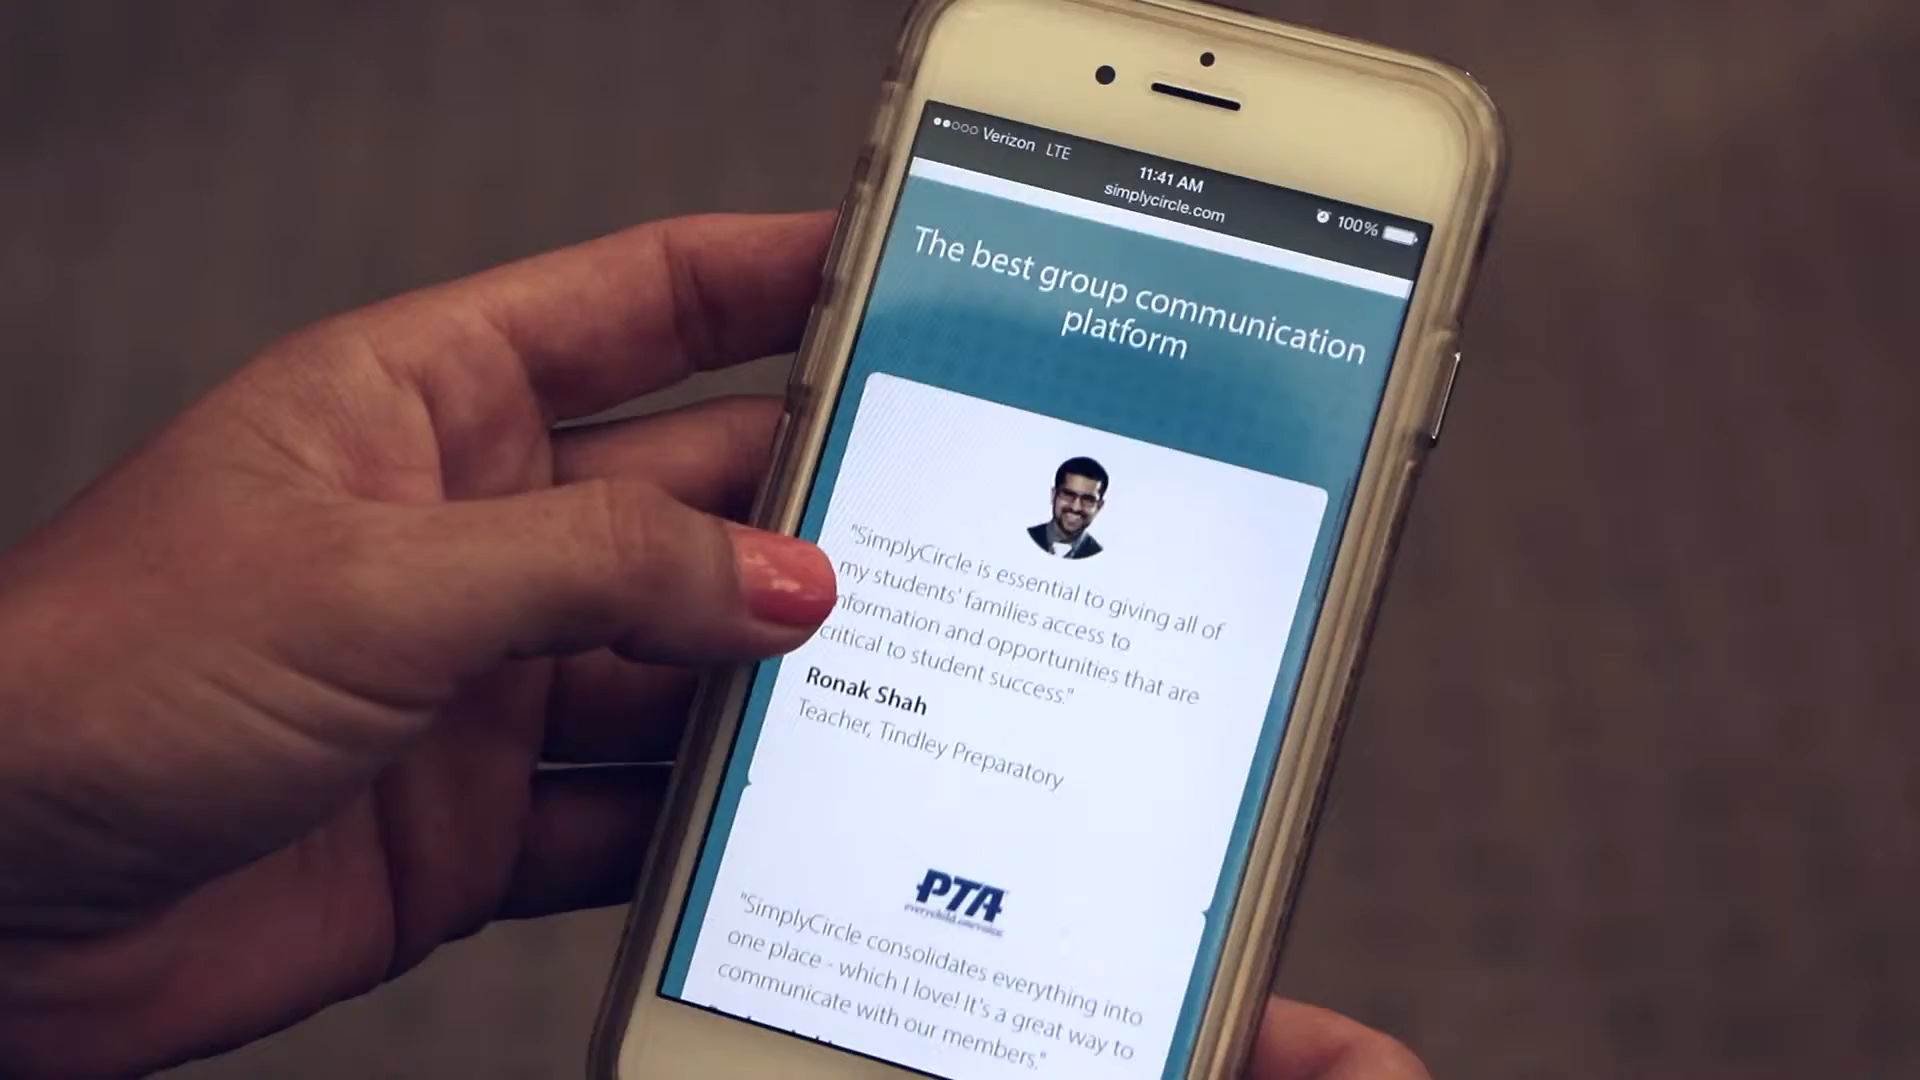 Verizon LTE
11:41 AM
100%
simplycircle.com
The best group communication
platform
"SimplyCircle is essential to giving all of
my students' families access to
nformation and opportunities that are
critical to student success."
Ronak Shah
Teacher, Tindley Preparatory
PTA
everychild.onevoice.
"SimplyCircle consolidates everything into
one place - which I love! It's a great way to
communicate with our members."